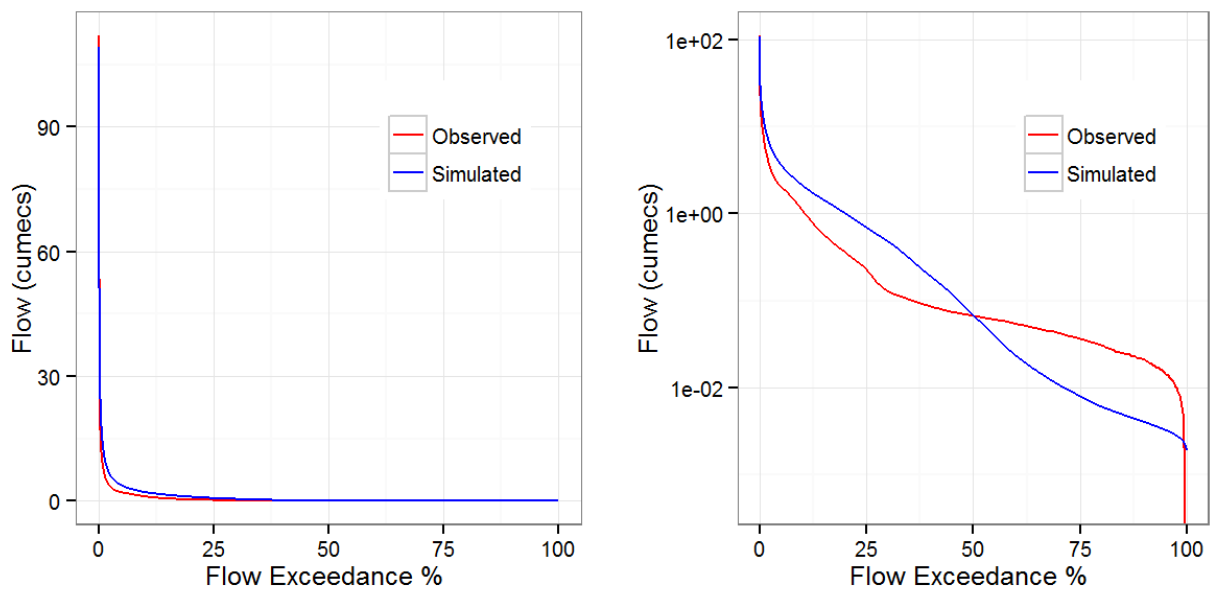 90
60
30
0
0
25
50
75
100
Flow Exceedance %
Flow (cumecs)
Observed
Simulated
1e+02
1e+00
1e-02
0
25
50
75
100
Flow Exceedance %
Flow (cumecs)
Observed
Simulated